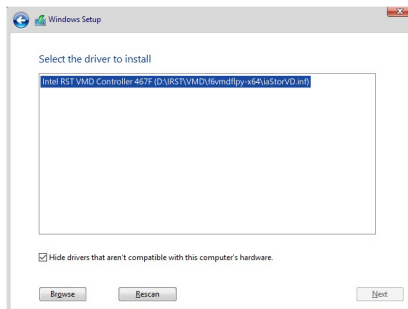 Windows Setup
Select the driver to install
Intel RST VMD Controller 467F (D:\IRST\VMD\f6vmdflpy-x64\iaStorVD.inf)
Hide drivers that aren't compatible with this computer's hardware.
Browse Rescan Next